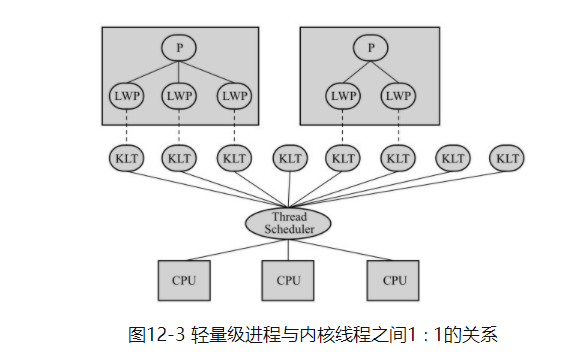 P P
LWP LWP LWP LWP LWP
KLT KLT KLT KLT KLT KLT KLT KLT
Thread
Scheduler
CPU CPU CPU
图12-3 轻量级进程与内核线程之间1：1的关系